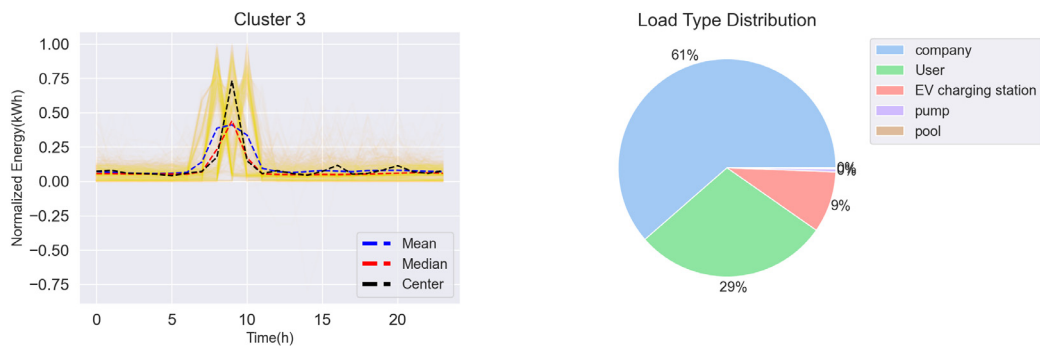 Cluster 3
1.00
0.75
0.50
0.25
0.00
−0.25
−0.50
−0.75
Normalized Energy(kWh)
0
5
10
15
20
Time(h)
Mean
Median
Center
Load Type Distribution
61%
29%
9%
0%
0%
company
User
EV charging station
pump
pool